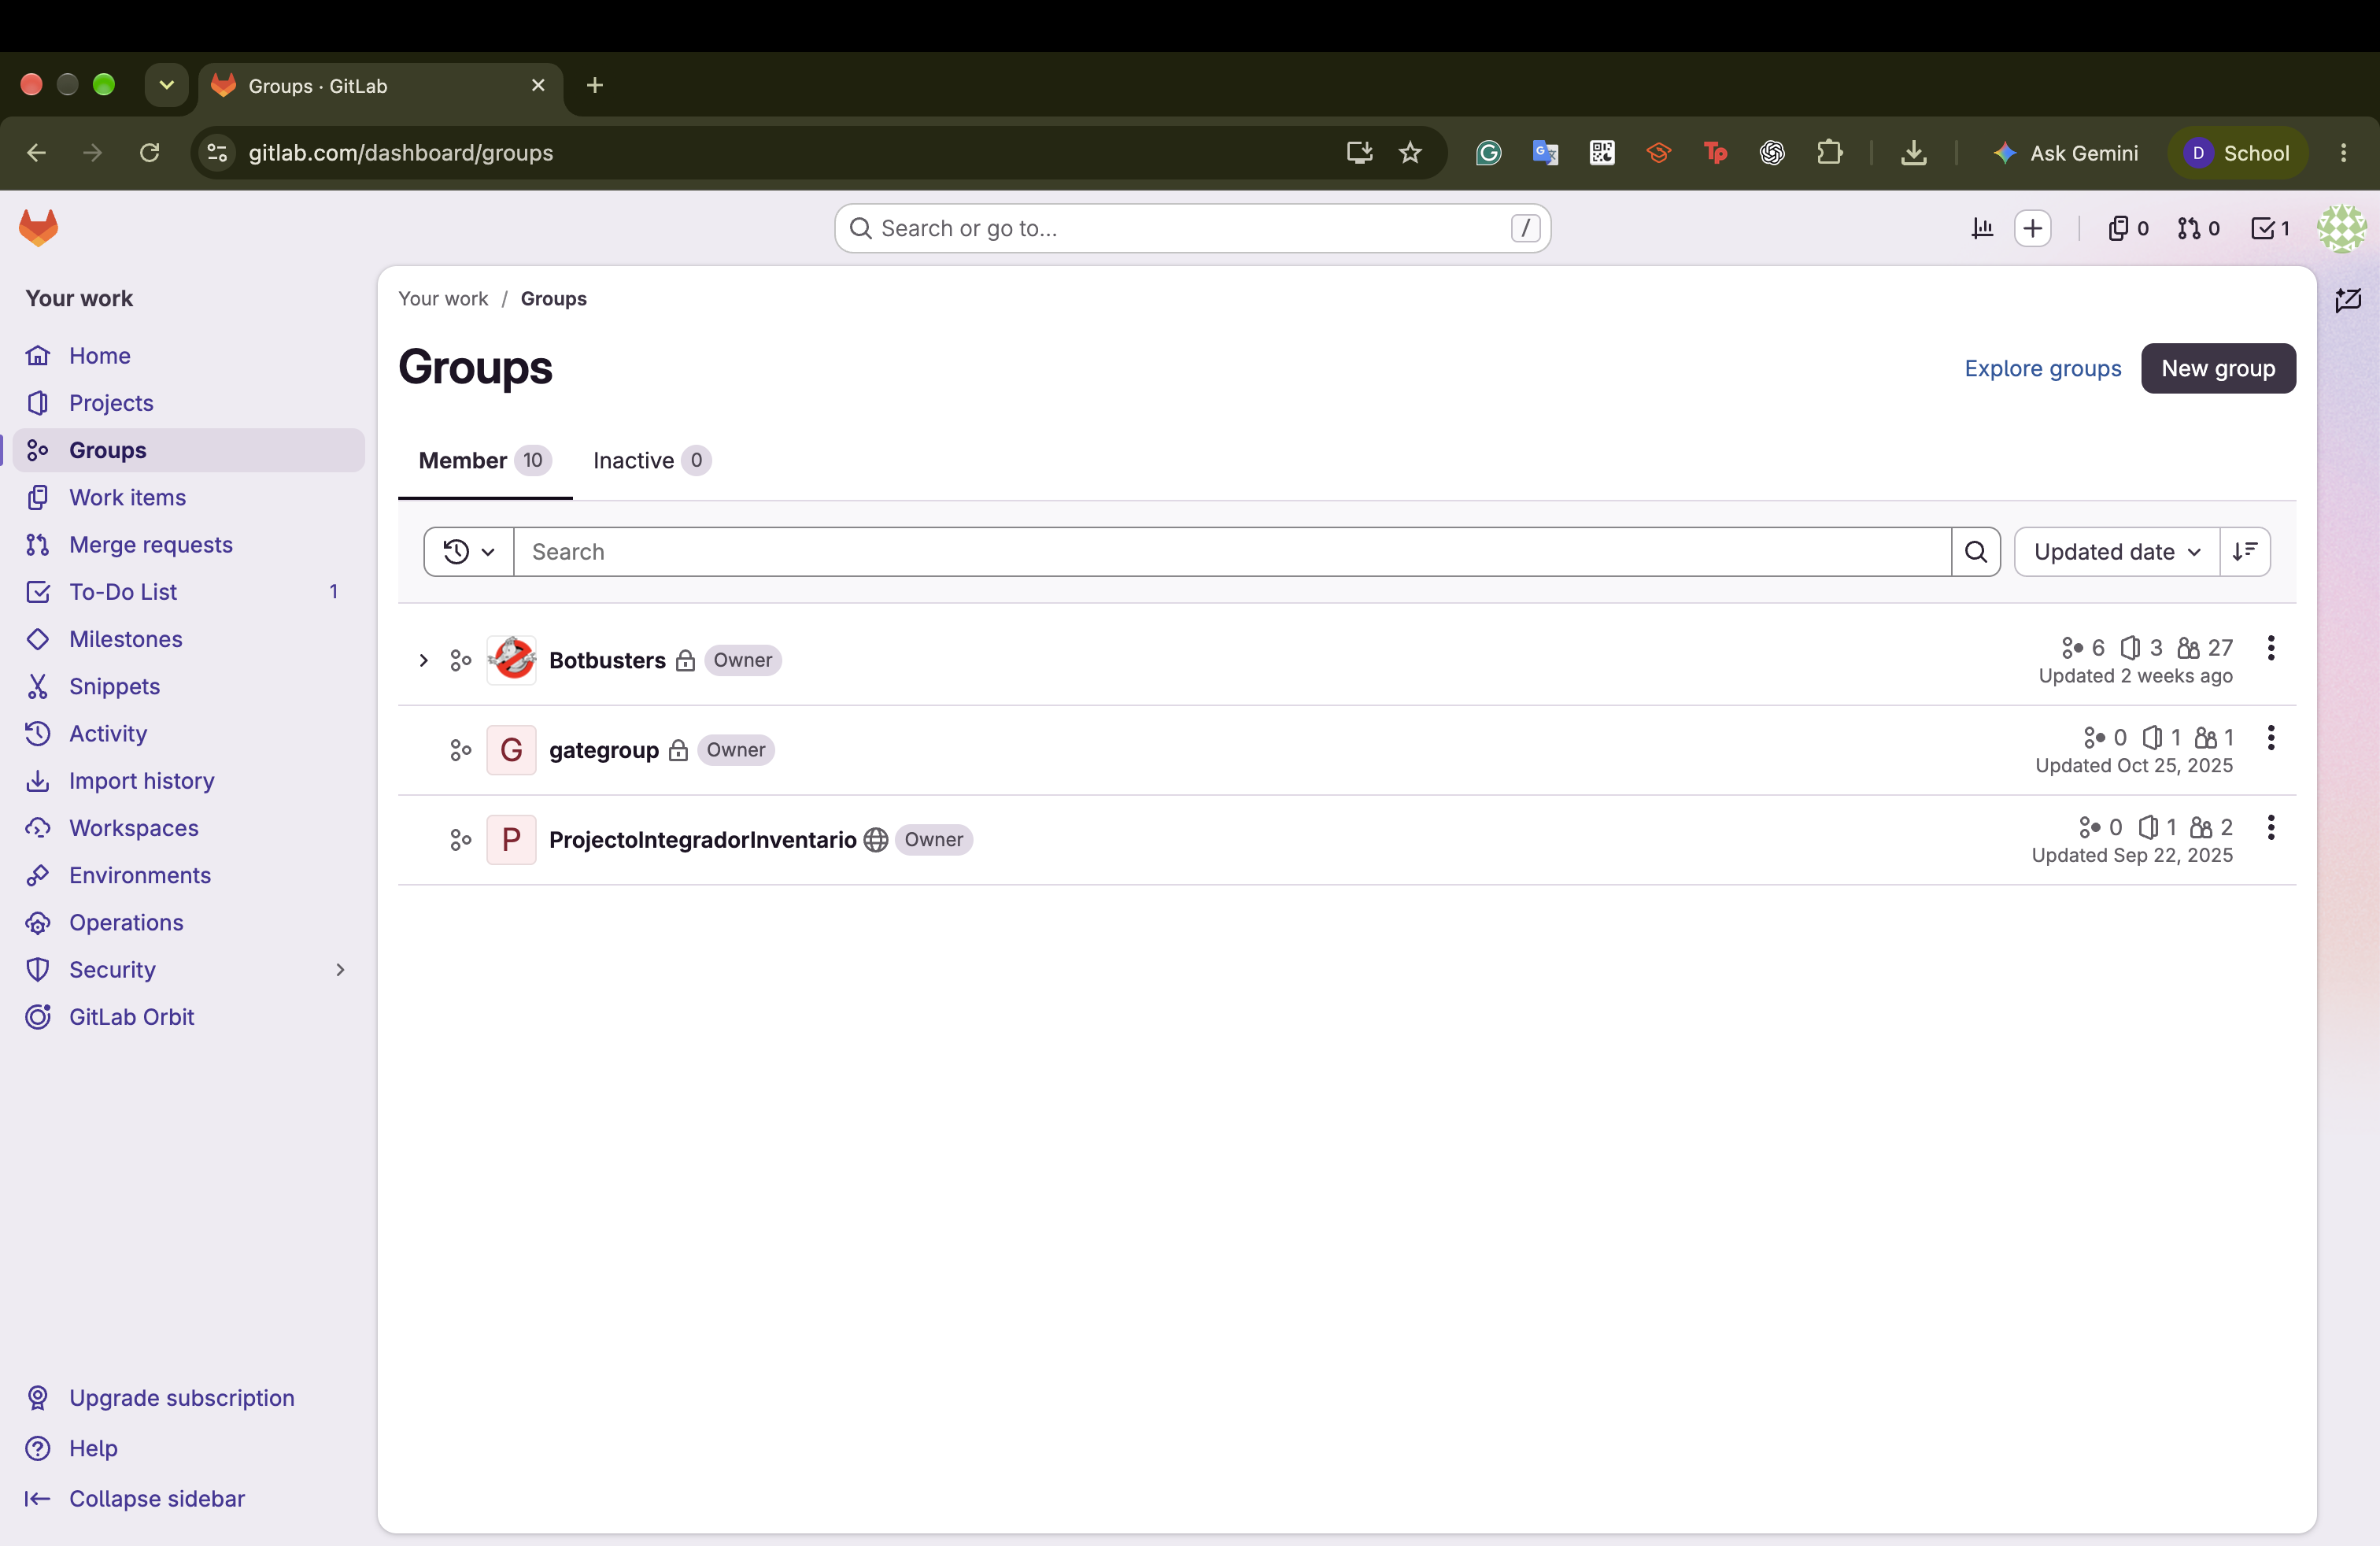 Groups · GitLab
gitlab.com/dashboard/groups
Ask Gemini
D
School
Search or go to...
/
0
0
1
Your work
Home
Projects
Groups
Work items
Merge requests
To-Do List
1
Milestones
Snippets
Activity
Import history
Workspaces
Environments
Operations
Security
GitLab Orbit
Upgrade subscription
Help
Collapse sidebar
Your work / Groups
Groups
Explore groups
New group
Member 10
Inactive 0
Search
Updated date
Botbusters
Owner
6 3 27
Updated 2 weeks ago
G
gategroup
Owner
0 1 1
Updated Oct 25, 2025
P
ProjectoIntegradorInventario
Owner
0 1 2
Updated Sep 22, 2025